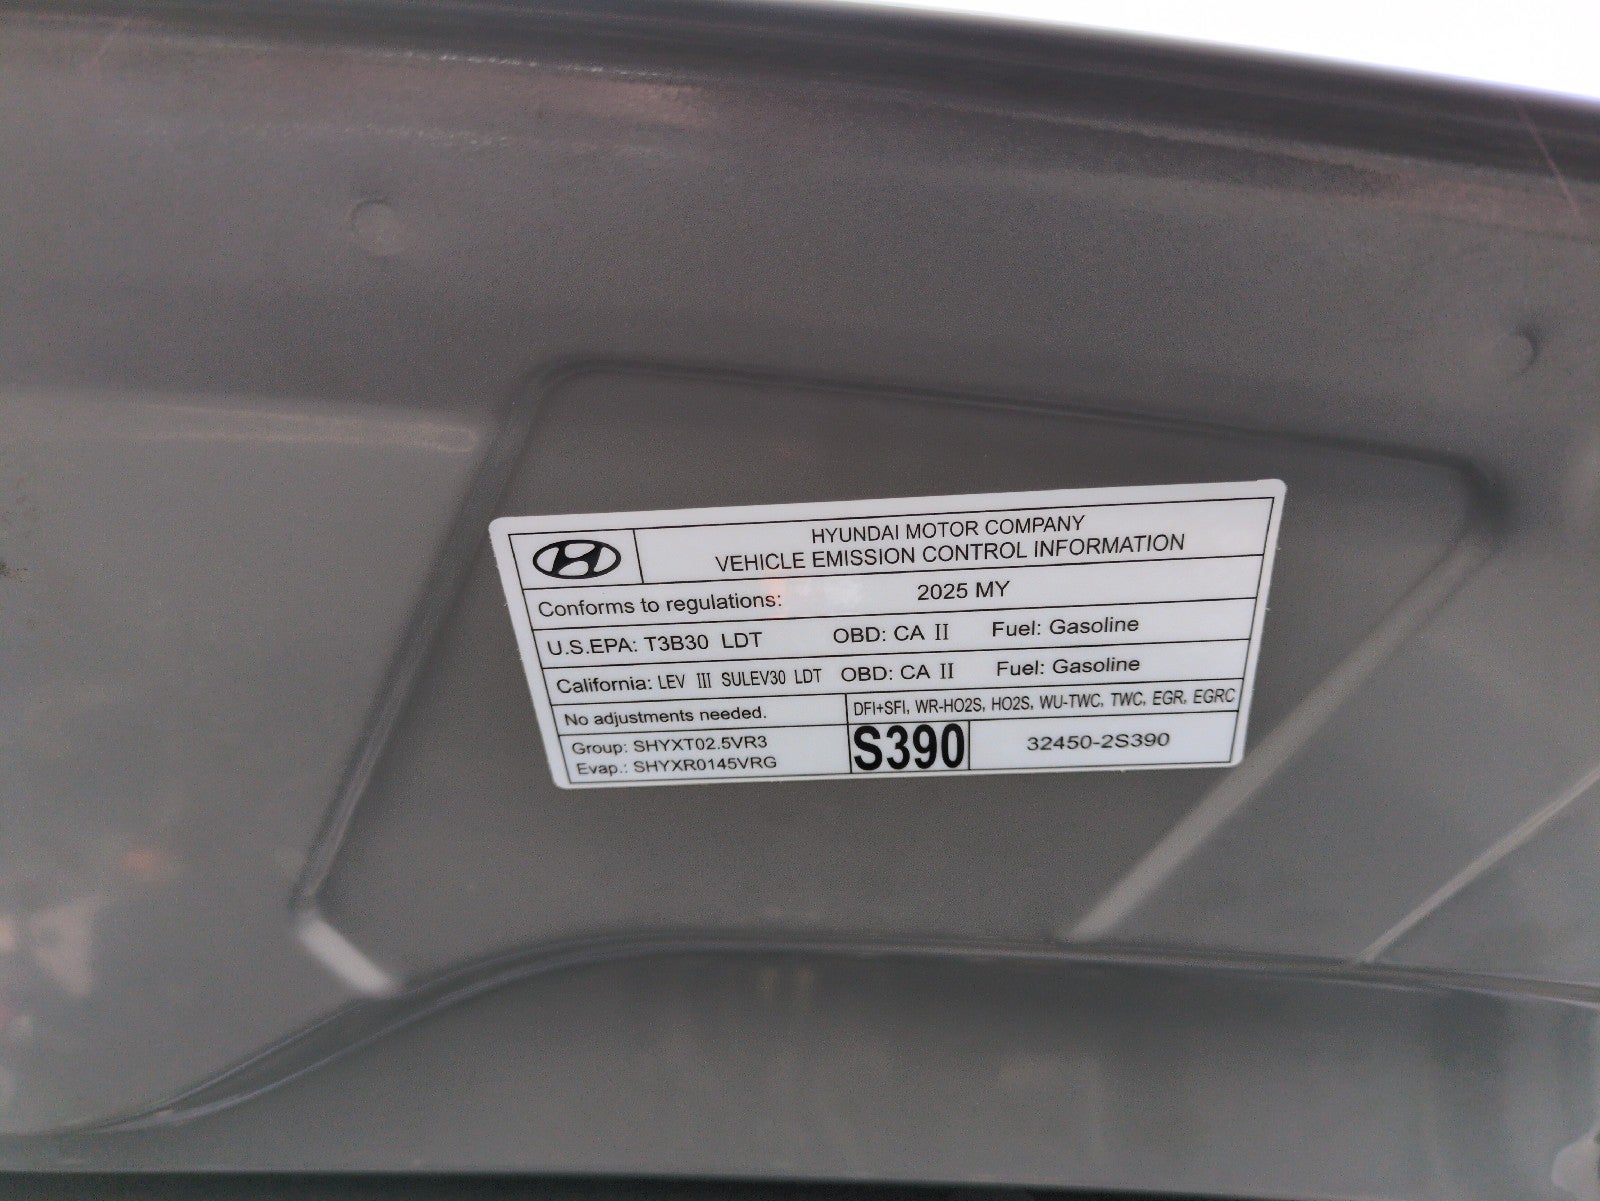 HYUNDAI MOTOR COMPANY
VEHICLE EMISSION CONTROL INFORMATION
Conforms to regulations: 2025 MY
U.S.EPA: T3B30 LDT OBD: CA II Fuel: Gasoline
California: LEV III SULEV30 LDT OBD: CA II Fuel: Gasoline
No adjustments needed. DFI+SFI, WR-HO2S, HO2S, WU-TWC, TWC, EGR, EGRC
Group: SHYXT02.5VR3
Evap.: SHYXR0145VRG
S390 32450-2S390